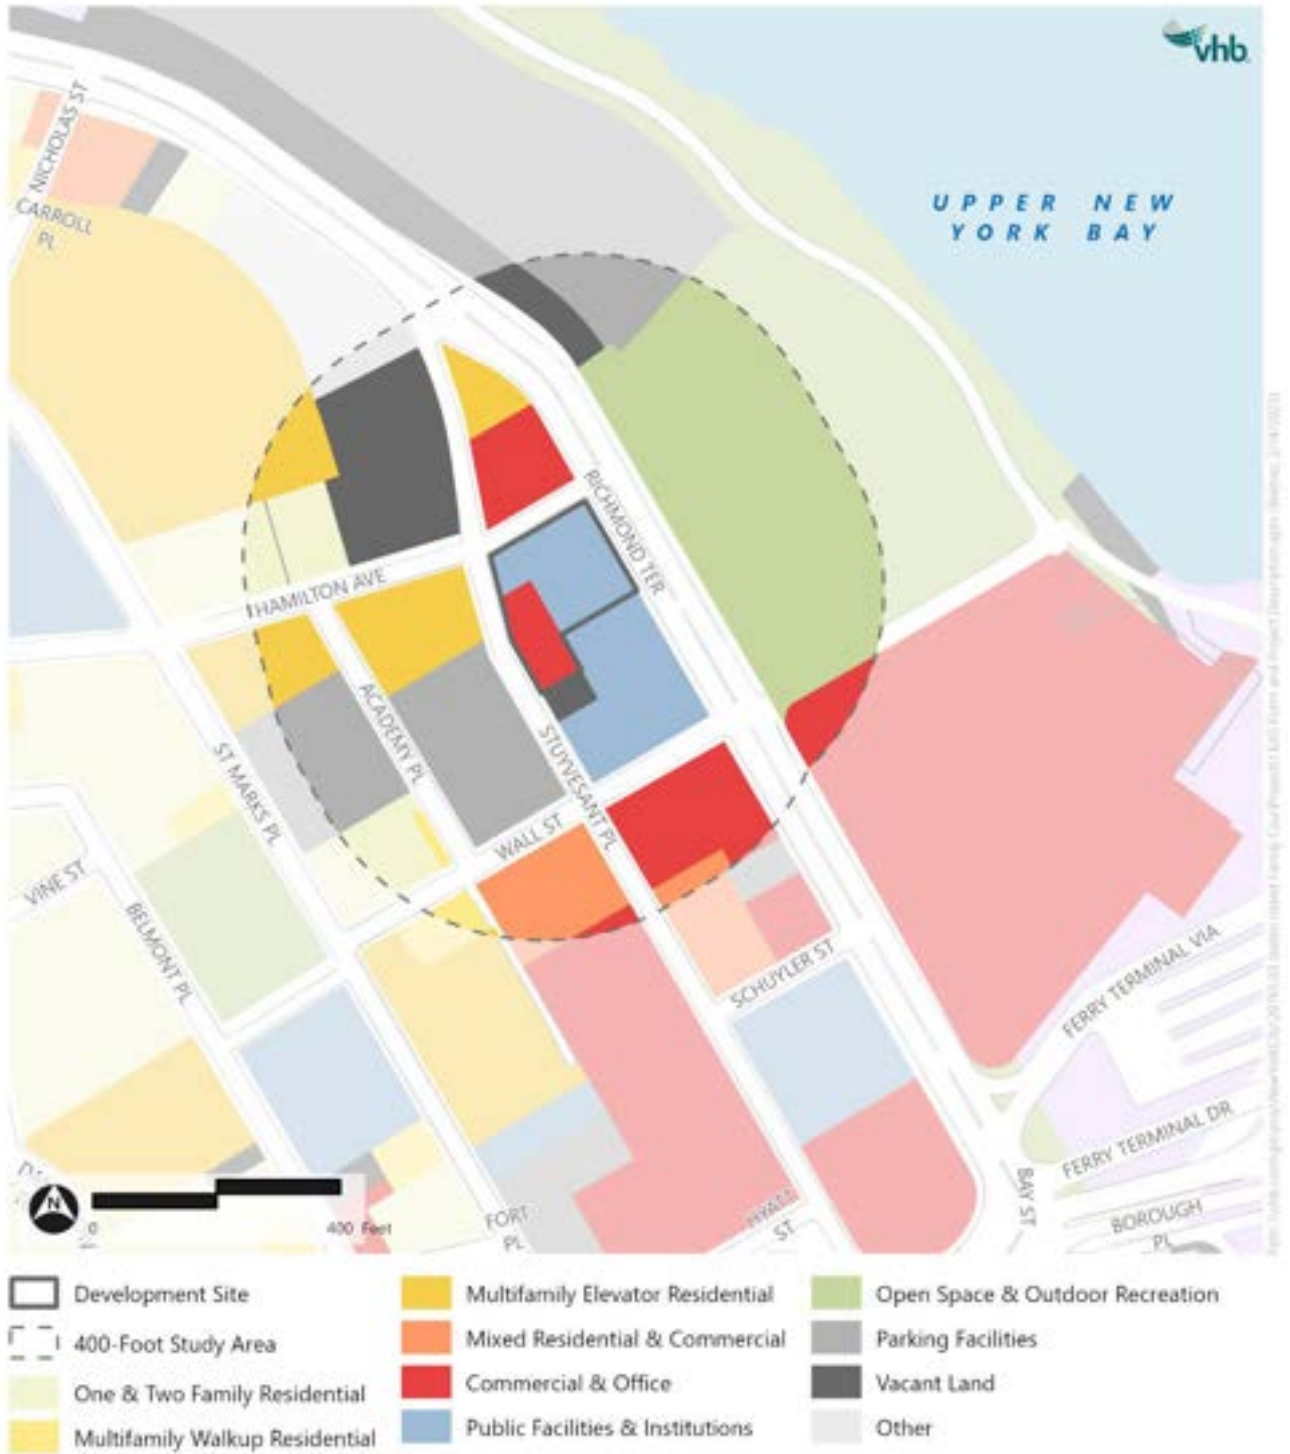 vhb
NICHOLAS ST
CARROLL
PL
UPPER NEW
YORK BAY
RICHMOND TER
HAMILTON AVE
ACADEMY PL
ST MARKS PL
STUYVESANT PL
WALL ST
VINE ST
BELMONT PL
SCHUYLER ST
FERRY TERMINAL VIA
FERRY TERMINAL DR
BAY ST
BOROUGH
PL
HYATT
ST
FORT
PL
N
0
400 Feet
Development Site
400-Foot Study Area
One & Two Family Residential
Multifamily Walkup Residential
Multifamily Elevator Residential
Mixed Residential & Commercial
Commercial & Office
Public Facilities & Institutions
Open Space & Outdoor Recreation
Parking Facilities
Vacant Land
Other